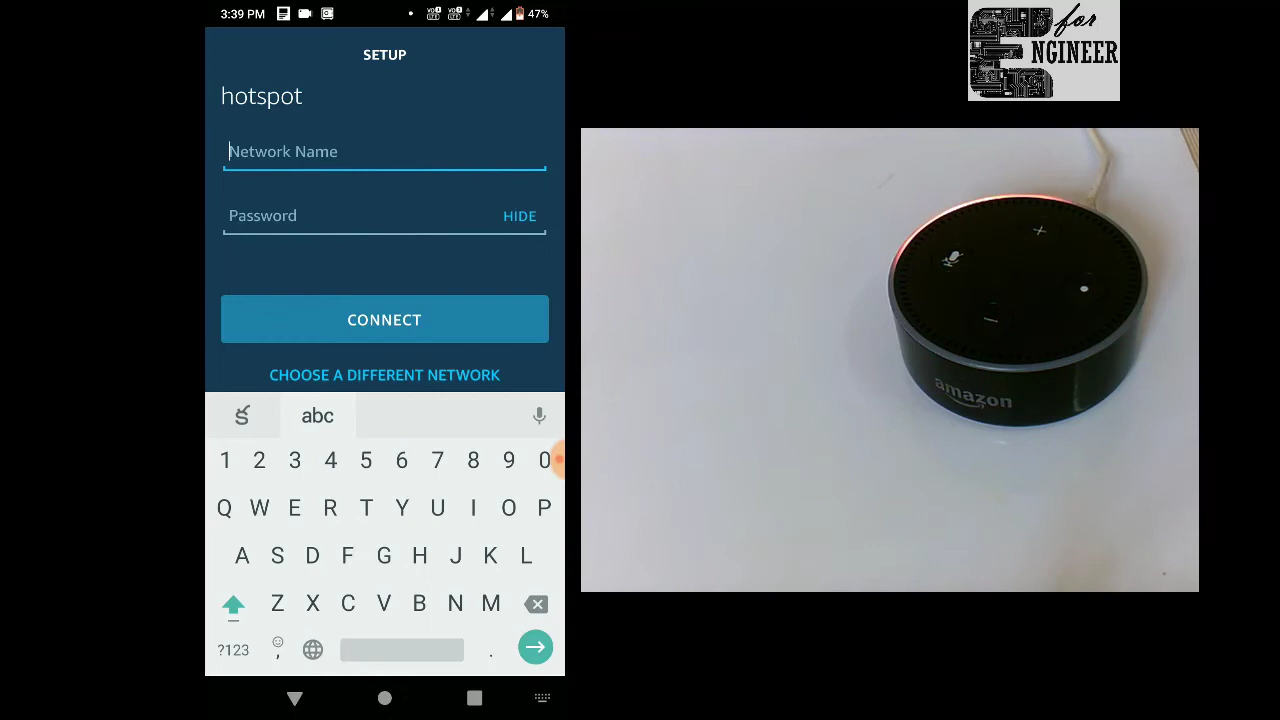 3:39 PM 47%
SETUP
hotspot
Network Name
Password HIDE
CONNECT
CHOOSE A DIFFERENT NETWORK
abc
1 2 3 4 5 6 7 8 9 0
Q W E R T Y U I O P
A S D F G H J K L
Z X C V B N M
?123 , .
E for
NGINEER
amazon